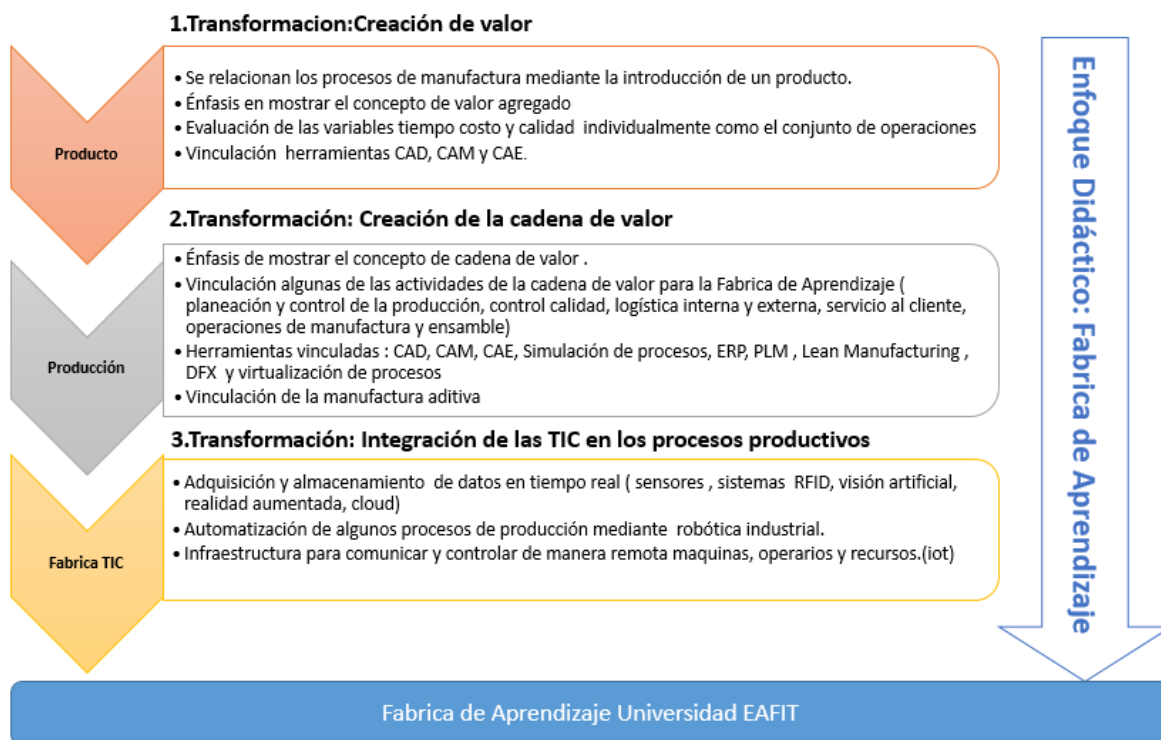 1.Transformacion:Creación de valor
Producto
• Se relacionan los procesos de manufactura mediante la introducción de un producto.
• Énfasis en mostrar el concepto de valor agregado
• Evaluación de las variables tiempo costo y calidad individualmente como el conjunto de operaciones
• Vinculación herramientas CAD, CAM y CAE.
2.Transformación: Creación de la cadena de valor
Producción
• Énfasis de mostrar el concepto de cadena de valor .
• Vinculación algunas de las actividades de la cadena de valor para la Fabrica de Aprendizaje (
planeación y control de la producción, control calidad, logística interna y externa, servicio al cliente,
operaciones de manufactura y ensamble)
• Herramientas vinculadas : CAD, CAM, CAE, Simulación de procesos, ERP, PLM , Lean Manufacturing ,
DFX y virtualización de procesos
• Vinculación de la manufactura aditiva
3.Transformación: Integración de las TIC en los procesos productivos
Fabrica TIC
• Adquisición y almacenamiento de datos en tiempo real ( sensores , sistemas RFID, visión artificial,
realidad aumentada, cloud)
• Automatización de algunos procesos de producción mediante robótica industrial.
• Infraestructura para comunicar y controlar de manera remota maquinas, operarios y recursos.(iot)
Enfoque Didáctico: Fabrica de Aprendizaje
Fabrica de Aprendizaje Universidad EAFIT